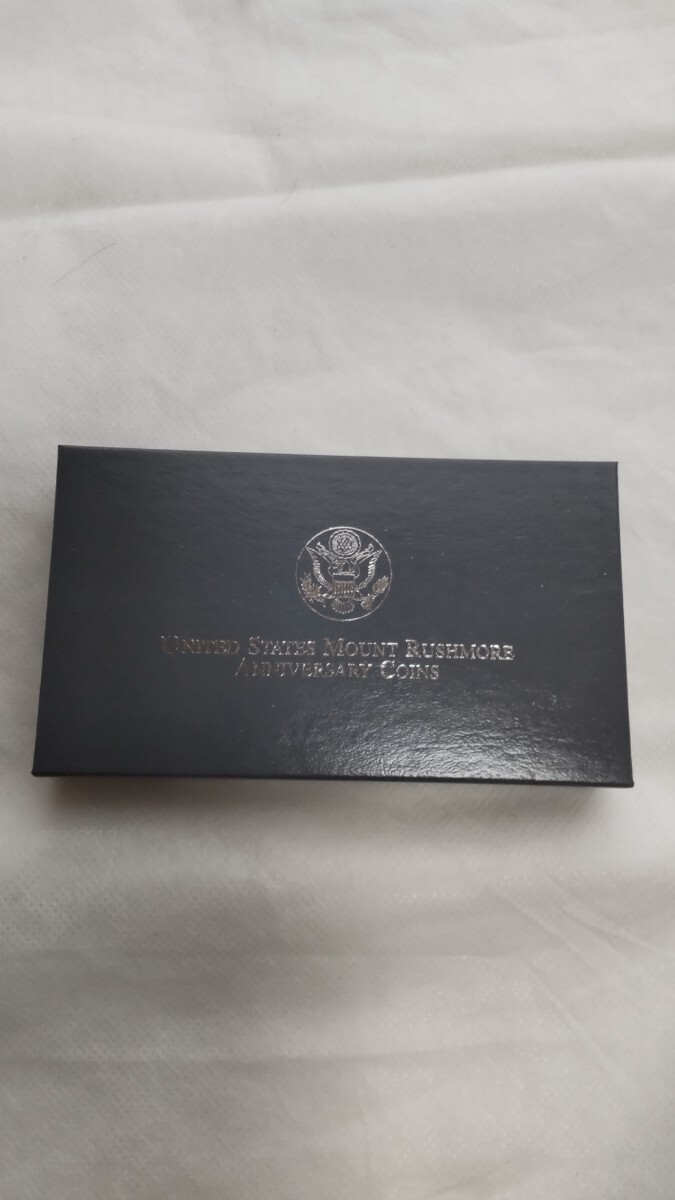 UNITED STATES MOUNT RUSHMORE
ANNIVERSARY COINS